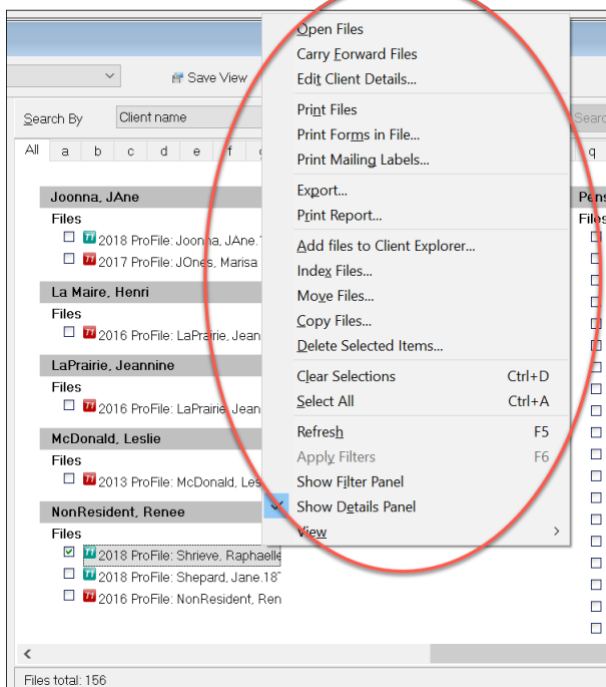 Open Files
Carry Forward Files
Edit Client Details...
Print Files
Print Forms in File...
Print Mailing Labels...
Export...
Print Report...
Add files to Client Explorer...
Index Files...
Move Files...
Copy Files...
Delete Selected Items...
Clear Selections Ctrl+D
Select All Ctrl+A
Refresh F5
Apply Filters F6
Show Filter Panel
Show Details Panel
View
Save View
Search By Client name
All a b c d e f q
Joonna, JAne
Files
2018 ProFile: Joonna, JAne.
2017 ProFile: JOnes, Marisa
La Maire, Henri
Files
2016 ProFile: LaPrairie, Jean
LaPrairie, Jeannine
Files
2016 ProFile: LaPrairie, Jean
McDonald, Leslie
Files
2013 ProFile: McDonald, Les
NonResident, Renee
Files
2018 ProFile: Shrieve, Raphaelle
2018 ProFile: Shepard, Jane.18
2016 ProFile: NonResident, Ren
Pens
Files
Files total: 156